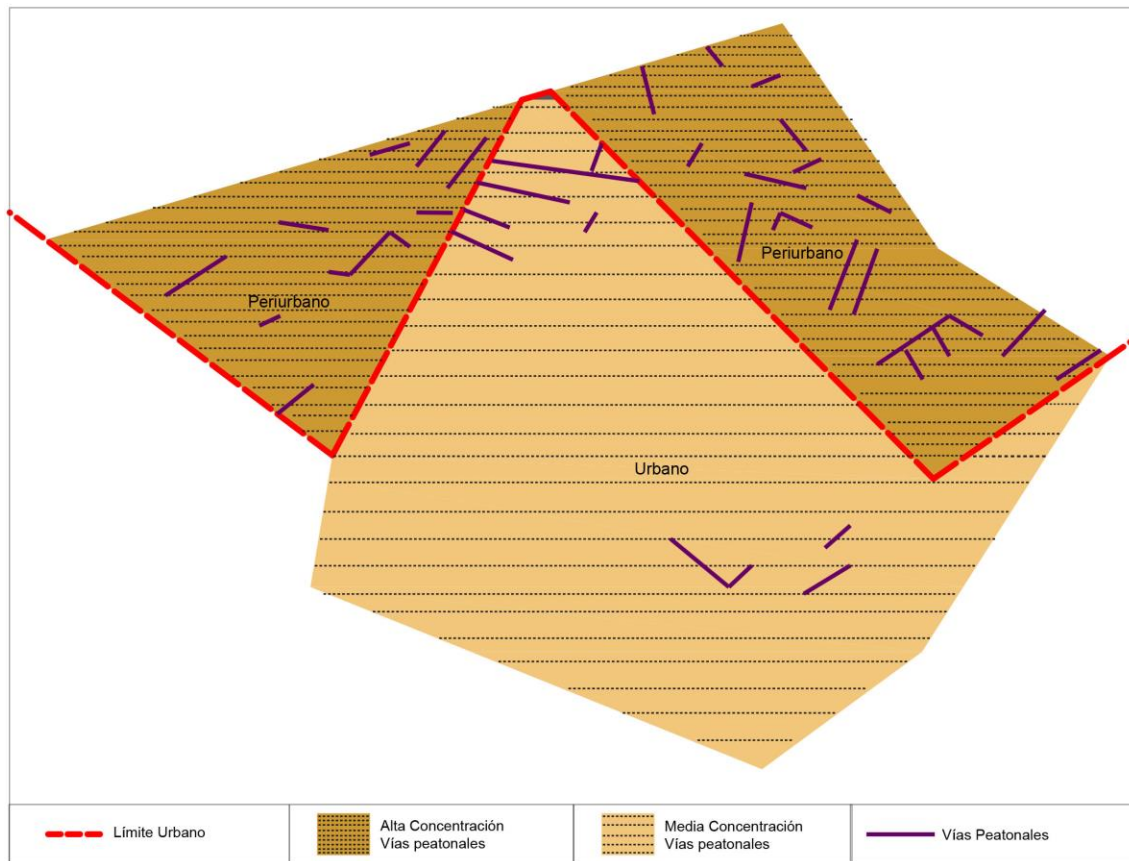 Periurbano
Periurbano
Urbano
Límite Urbano
Alta Concentración
Vías peatonales
Media Concentración
Vías peatonales
Vías Peatonales